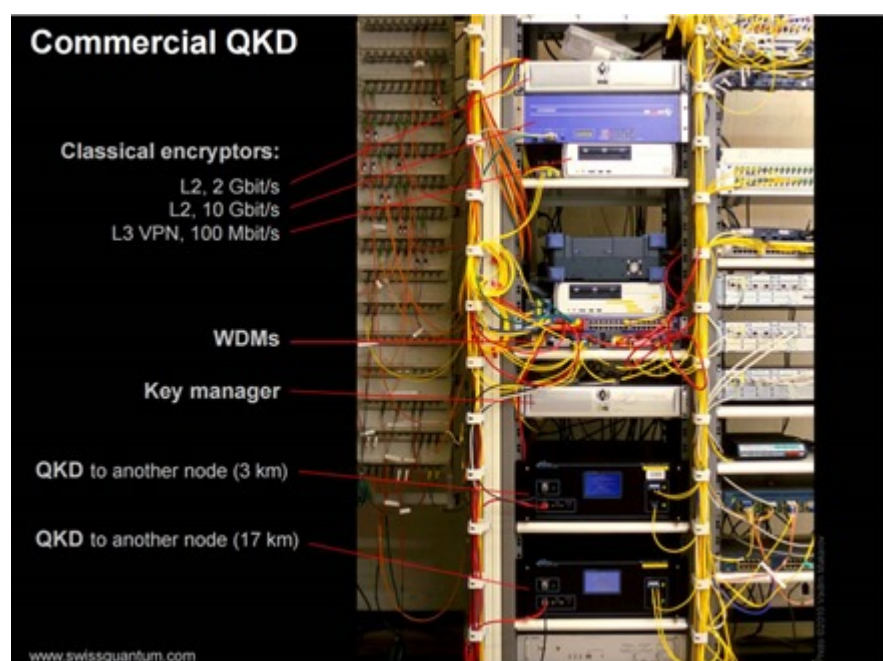 Commercial QKD
Classical encryptors:
L2, 2 Gbit/s
L2, 10 Gbit/s
L3 VPN, 100 Mbit/s
WDMs
Key manager
QKD to another node (3 km)
QKD to another node (17 km)
www.swissquantum.com